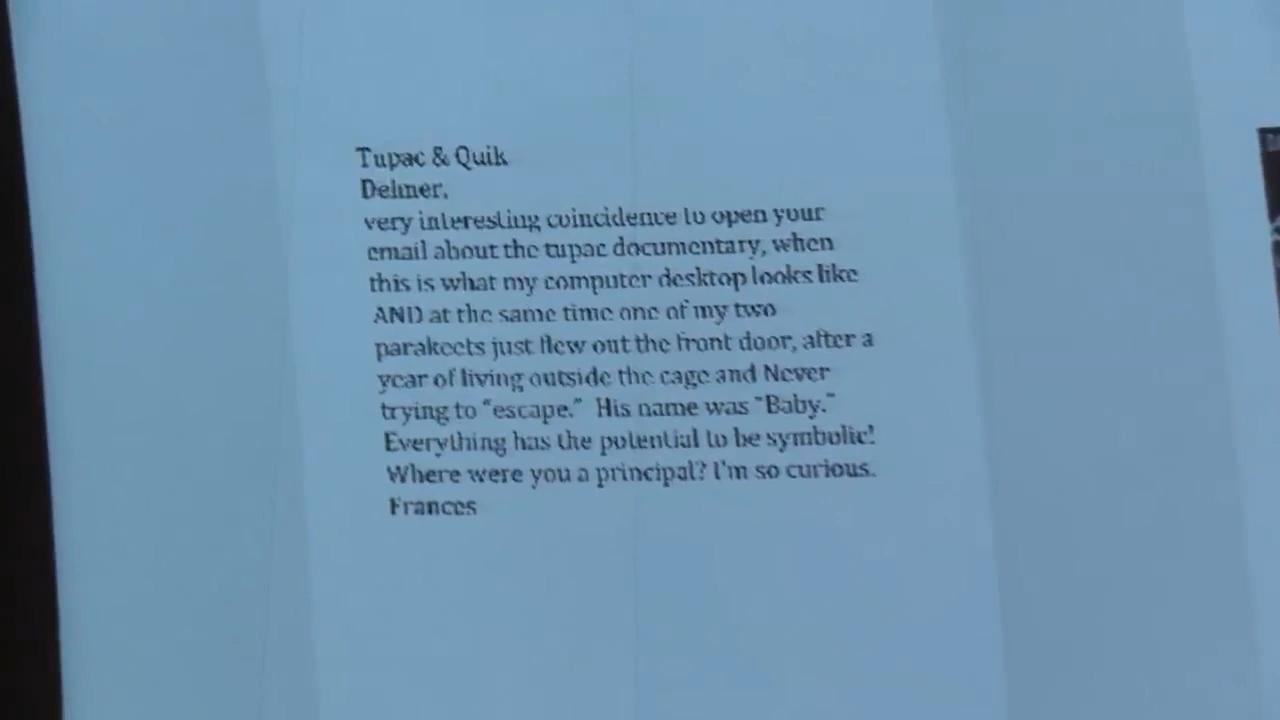 Tupac & Quik
Delmer,
very interesting coincidence to open your
email about the tupac documentary, when
this is what my computer desktop looks like
AND at the same time one of my two
parakeets just flew out the front door, after a
year of living outside the cage and Never
trying to "escape."  His name was "Baby."
Everything has the potential to be symbolic!
Where were you a principal? I'm so curious.
Frances